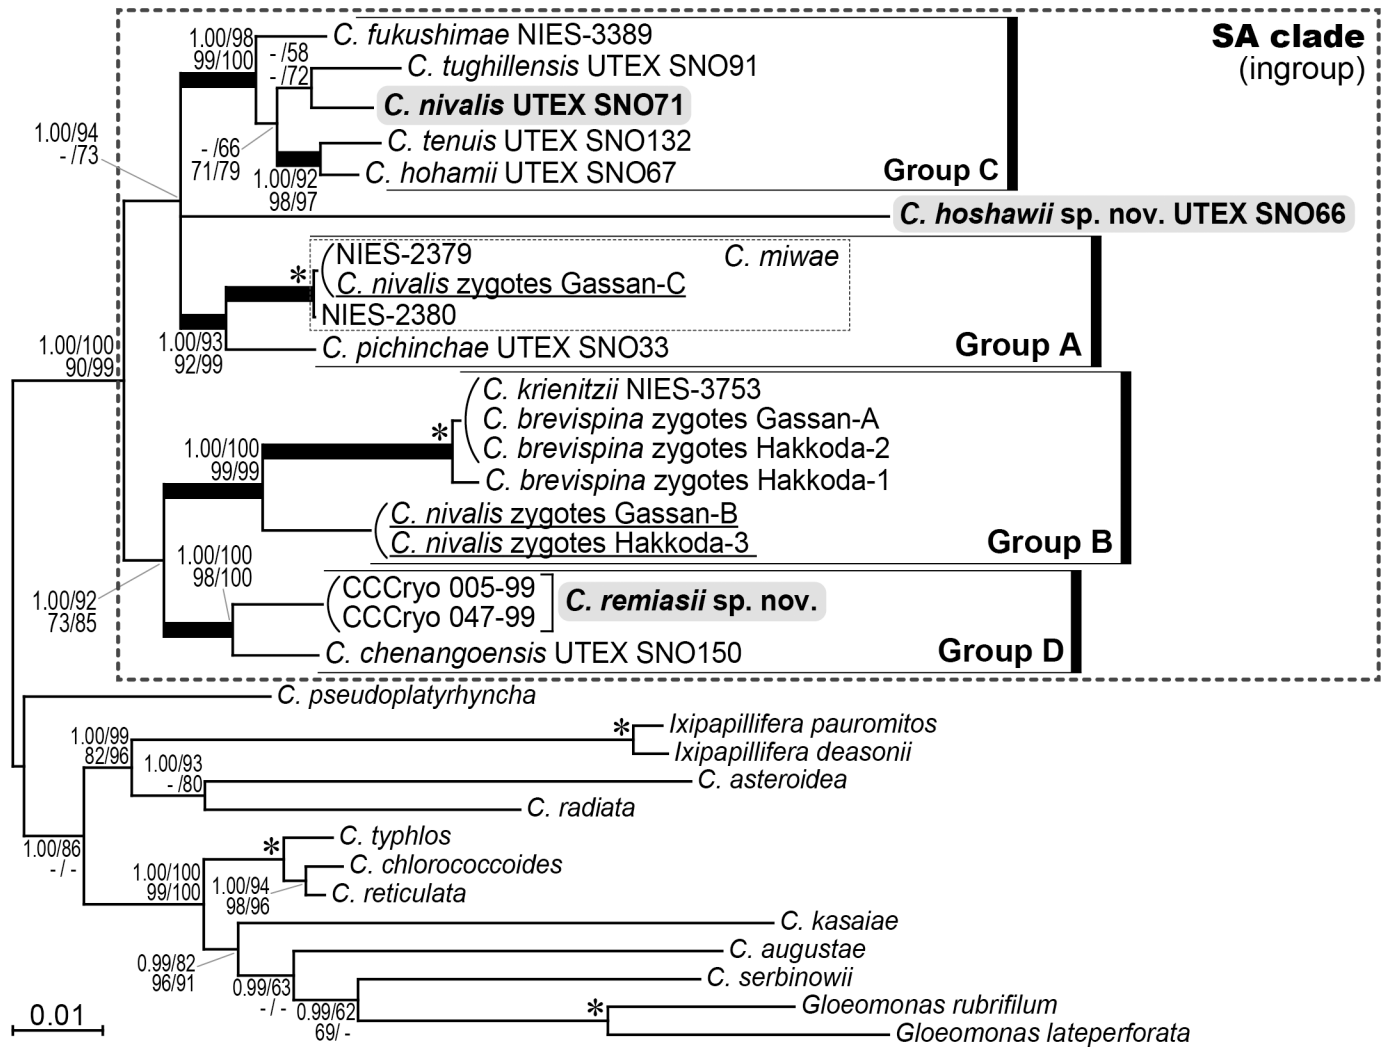 SA clade
(ingroup)
1.00/98
99/100
C. fukushimae NIES-3389
- /58
- /72
C. tughillensis UTEX SNO91
C. nivalis UTEX SNO71
1.00/94
- /73
- /66
71/79
C. tenuis UTEX SNO132
1.00/92
98/97
C. hohamii UTEX SNO67
Group C
C. hoshawii sp. nov. UTEX SNO66
*
NIES-2379
C. miwae
C. nivalis zygotes Gassan-C
NIES-2380
1.00/93
92/99
C. pichinchae UTEX SNO33
Group A
1.00/100
90/99
C. krienitzii NIES-3753
C. brevispina zygotes Gassan-A
*
C. brevispina zygotes Hakkoda-2
1.00/100
99/99
C. brevispina zygotes Hakkoda-1
C. nivalis zygotes Gassan-B
C. nivalis zygotes Hakkoda-3
Group B
1.00/100
98/100
1.00/92
73/85
CCCryo 005-99
CCCryo 047-99
C. remiasii sp. nov.
C. chenangoensis UTEX SNO150
Group D
C. pseudoplatyrhyncha
1.00/99
82/96
*
Ixipapillifera pauromitos
Ixipapillifera deasonii
1.00/93
- /80
C. asteroidea
C. radiata
1.00/86
- / -
*
C. typhlos
1.00/100
99/100
C. chlorococcoides
1.00/94
98/96
C. reticulata
C. kasaiae
0.99/82
96/91
C. augustae
0.99/63
- / -
C. serbinowii
0.99/62
69/ -
*
Gloeomonas rubrifilum
Gloeomonas lateperforata
0.01